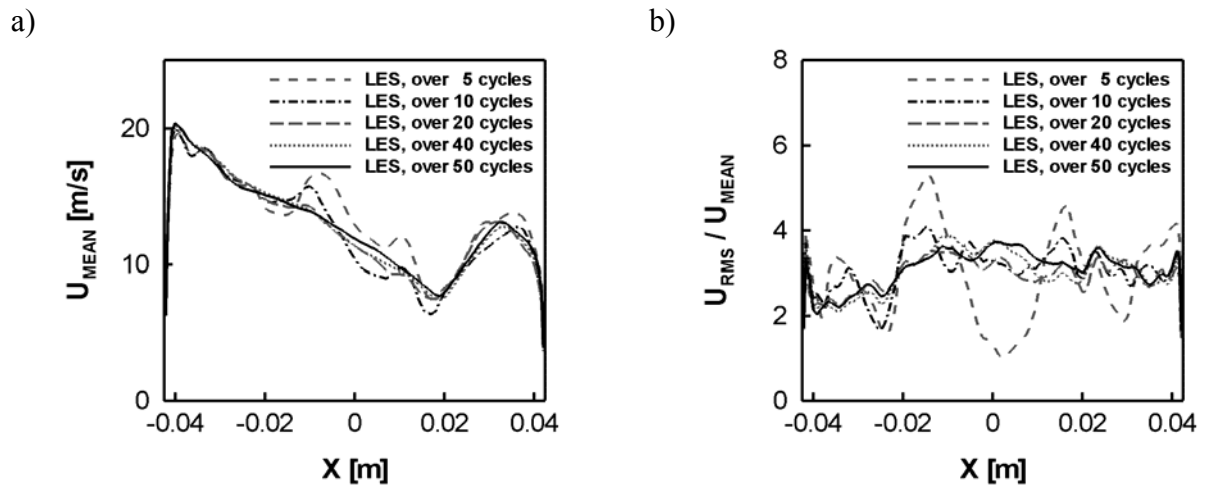 a)
U_MEAN [m/s]
20
10
0
LES, over 5 cycles
LES, over 10 cycles
LES, over 20 cycles
LES, over 40 cycles
LES, over 50 cycles
-0.04 -0.02 0 0.02 0.04
X [m]
b)
U_RMS / U_MEAN
8
6
4
2
0
LES, over 5 cycles
LES, over 10 cycles
LES, over 20 cycles
LES, over 40 cycles
LES, over 50 cycles
-0.04 -0.02 0 0.02 0.04
X [m]